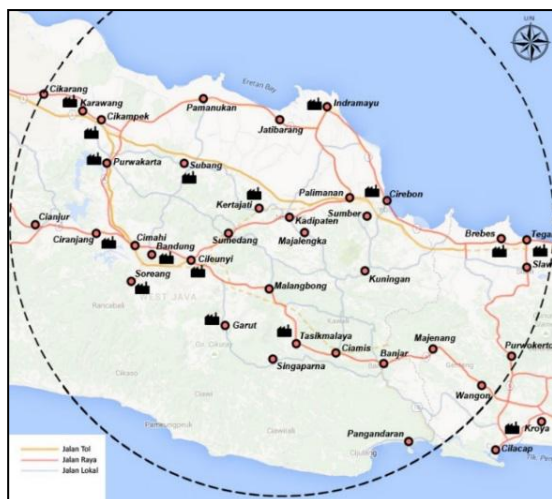 U|N
Eretan Bay
Cikarang
Karawang
Cikampek
Pamanukan
Jatibarang
Indramayu
Purwakarta
Subang
Kertajati
Palimanan
Cirebon
Sumber
Kadipaten
Majalengka
Cianjur
Ciranjang
Cimahi
Bandung
Sumedang
Cileunyi
Brebes
Tegal
Slawi
Soreang
Kuningan
WEST JAVA
Malangbong
Garut
Tasikmalaya
Ciamis
Banjar
Majenang
Purwokerto
Singaparna
Wangon
Pangandaran
Kroya
Cilacap
Jalan Tol
Jalan Raya
Jalan Lokal